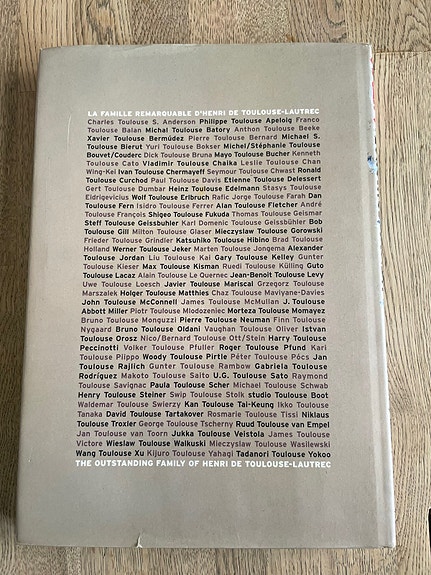 LA FAMILLE REMARQUABLE D'HENRI DE TOULOUSE-LAUTREC
Charles Toulouse S. Anderson Philippe Toulouse Apeloig Franco
Toulouse Balan Michal Toulouse Batory Anthon Toulouse Beeke
Xavier Toulouse Bermúdez Pierre Toulouse Bernard Michael S.
Toulouse Bierut Yuri Toulouse Bokser Michel/Stéphanie Toulouse
Bouvet/Couderc Dick Toulouse Bruna Mayo Toulouse Bucher Kenneth
Toulouse Cato Vladimir Toulouse Chaika Leslie Toulouse Chan
Wing-Kei Ivan Toulouse Chermayeff Seymour Toulouse Chwast Ronald
Toulouse Curchod Paul Toulouse Davis Etienne Toulouse Delessert
Gert Toulouse Dumbar Heinz Toulouse Edelmann Stasys Toulouse
Eidrigevicius Wolf Toulouse Erlbruch Rafic Jorge Toulouse Farah Dan
Toulouse Fern Isidro Toulouse Ferrer Alan Toulouse Fletcher André
Toulouse François Shigeo Toulouse Fukuda Thomas Toulouse Geismar
Steff Toulouse Geissbuhler Karl Domenic Toulouse Geissbühler Bob
Toulouse Gill Milton Toulouse Glaser Mieczyslaw Toulouse Gorowski
Frieder Toulouse Grindler Katsuhiko Toulouse Hibino Brad Toulouse
Holland Werner Toulouse Jeker Marten Toulouse Jongema Alexander
Toulouse Jordan Liu Toulouse Kai Gary Toulouse Kelley Gunter
Toulouse Kieser Max Toulouse Kisman Ruedi Toulouse Külling Guto
Toulouse Lacaz Alain Toulouse Le Quernec Jean-Benoît Toulouse Levy
Uwe Toulouse Loesch Javier Toulouse Mariscal Grzegorz Toulouse
Marszalek Holger Toulouse Matthies Chaz Toulouse Maviyane-Davies
John Toulouse McConnell James Toulouse McMullan J. Toulouse
Abbott Miller Piotr Toulouse Mlodozeniec Morteza Toulouse Momayez
Bruno Toulouse Monguzzi Pierre Toulouse Neuman Finn Toulouse
Nygaard Bruno Toulouse Oldani Vaughan Toulouse Oliver Istvan
Toulouse Orosz Nico/Bernard Toulouse Ott/Stein Harry Toulouse
Peccinotti Volker Toulouse Pfuller Roger Toulouse Pfund Kari
Toulouse Piippo Woody Toulouse Pirtle Péter Toulouse Pócs Jan
Toulouse Rajlich Gunter Toulouse Rambow Gabriela Toulouse
Rodríguez Makoto Toulouse Saito U.G. Toulouse Sato Raymond
Toulouse Savignac Paula Toulouse Scher Michael Toulouse Schwab
Henry Toulouse Steiner Swip Toulouse Stolk studio Toulouse Boot
Waldemar Toulouse Swierzy Kan Toulouse Tai-Keung Ikko Toulouse
Tanaka David Toulouse Tartakover Rosmarie Toulouse Tissi Niklaus
Toulouse Troxler George Toulouse Tscherny Ruud Toulouse van Empel
Jan Toulouse van Toorn Jukka Toulouse Veistola James Toulouse
Victore Wieslaw Toulouse Walkuski Mieczyslaw Toulouse Wasilewski
Wang Toulouse Xu Kijuro Toulouse Yahagi Tadanori Toulouse Yokoo
THE OUTSTANDING FAMILY OF HENRI DE TOULOUSE-LAUTREC